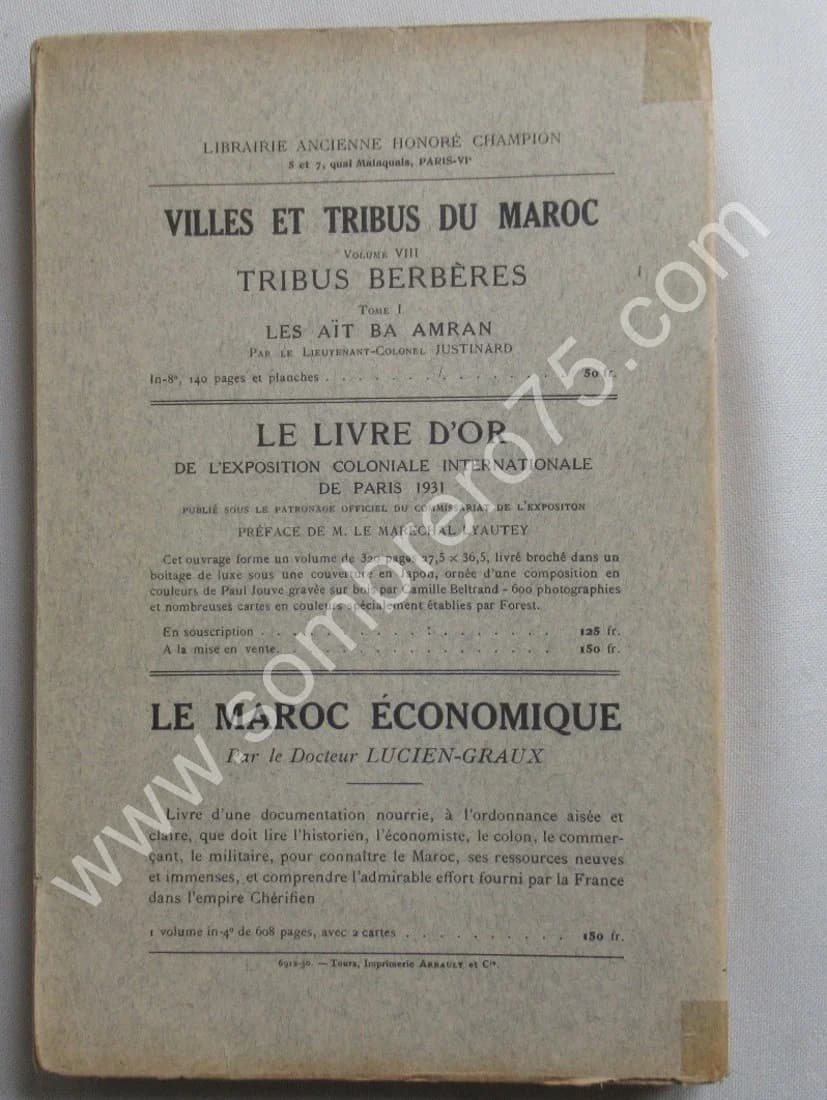 LIBRAIRIE ANCIENNE HONORÉ CHAMPION
5 et 7, quai Malaquais, PARIS-VIe
VILLES ET TRIBUS DU MAROC
VOLUME VIII
TRIBUS BERBÈRES
TOME I
LES AÏT BA AMRAN
PAR LE LIEUTENANT-COLONEL JUSTINARD
In-8º, 140 pages et planches . . . . . . . . . . . . . 50 fr.
LE LIVRE D'OR
DE L'EXPOSITION COLONIALE INTERNATIONALE
DE PARIS 1931
PUBLIÉ SOUS LE PATRONAGE OFFICIEL DU COMMISSARIAT DE L'EXPOSITON
PRÉFACE DE M. LE MARÉCHAL LYAUTEY
Cet ouvrage forme un volume de 320 pages 27,5 × 36,5, livré broché dans un
boitage de luxe sous une couverture en Japon, ornée d'une composition en
couleurs de Paul Jouve gravée sur bois par Camille Beltrand - 600 photographies
et nombreuses cartes en couleurs spécialement établies par Forest.
En souscription . . . . . . . . . . . . . . . 125 fr.
A la mise en vente. . . . . . . . . . . . . . 150 fr.
LE MAROC ÉCONOMIQUE
Par le Docteur LUCIEN-GRAUX
Livre d'une documentation nourrie, à l'ordonnance aisée et
claire, que doit lire l'historien, l'économiste, le colon, le commer-
çant, le militaire, pour connaître le Maroc, ses ressources neuves
et immenses, et comprendre l'admirable effort fourni par la France
dans l'empire Chérifien
1 volume in-4º de 608 pages, avec 2 cartes . . . . . . . . . 150 fr.
6912-30. — Tours, Imprimerie ARRAULT et Cie.
www.sombrero75.com